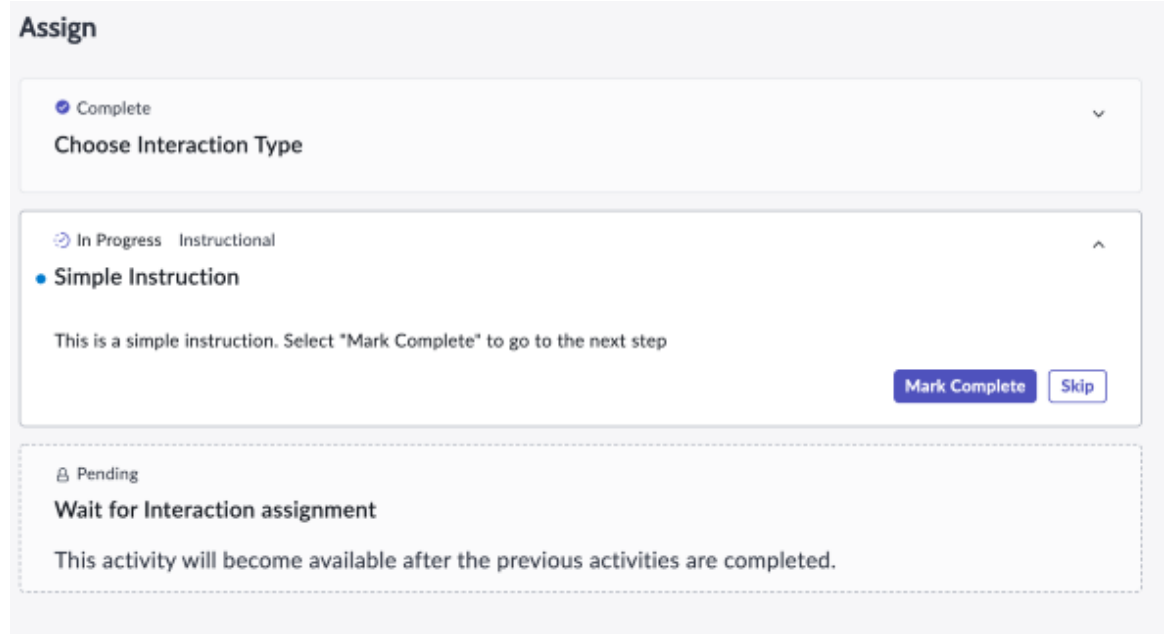 Assign
Complete
Choose Interaction Type
In Progress Instructional
Simple Instruction
This is a simple instruction. Select "Mark Complete" to go to the next step
Mark Complete Skip
Pending
Wait for Interaction assignment
This activity will become available after the previous activities are completed.